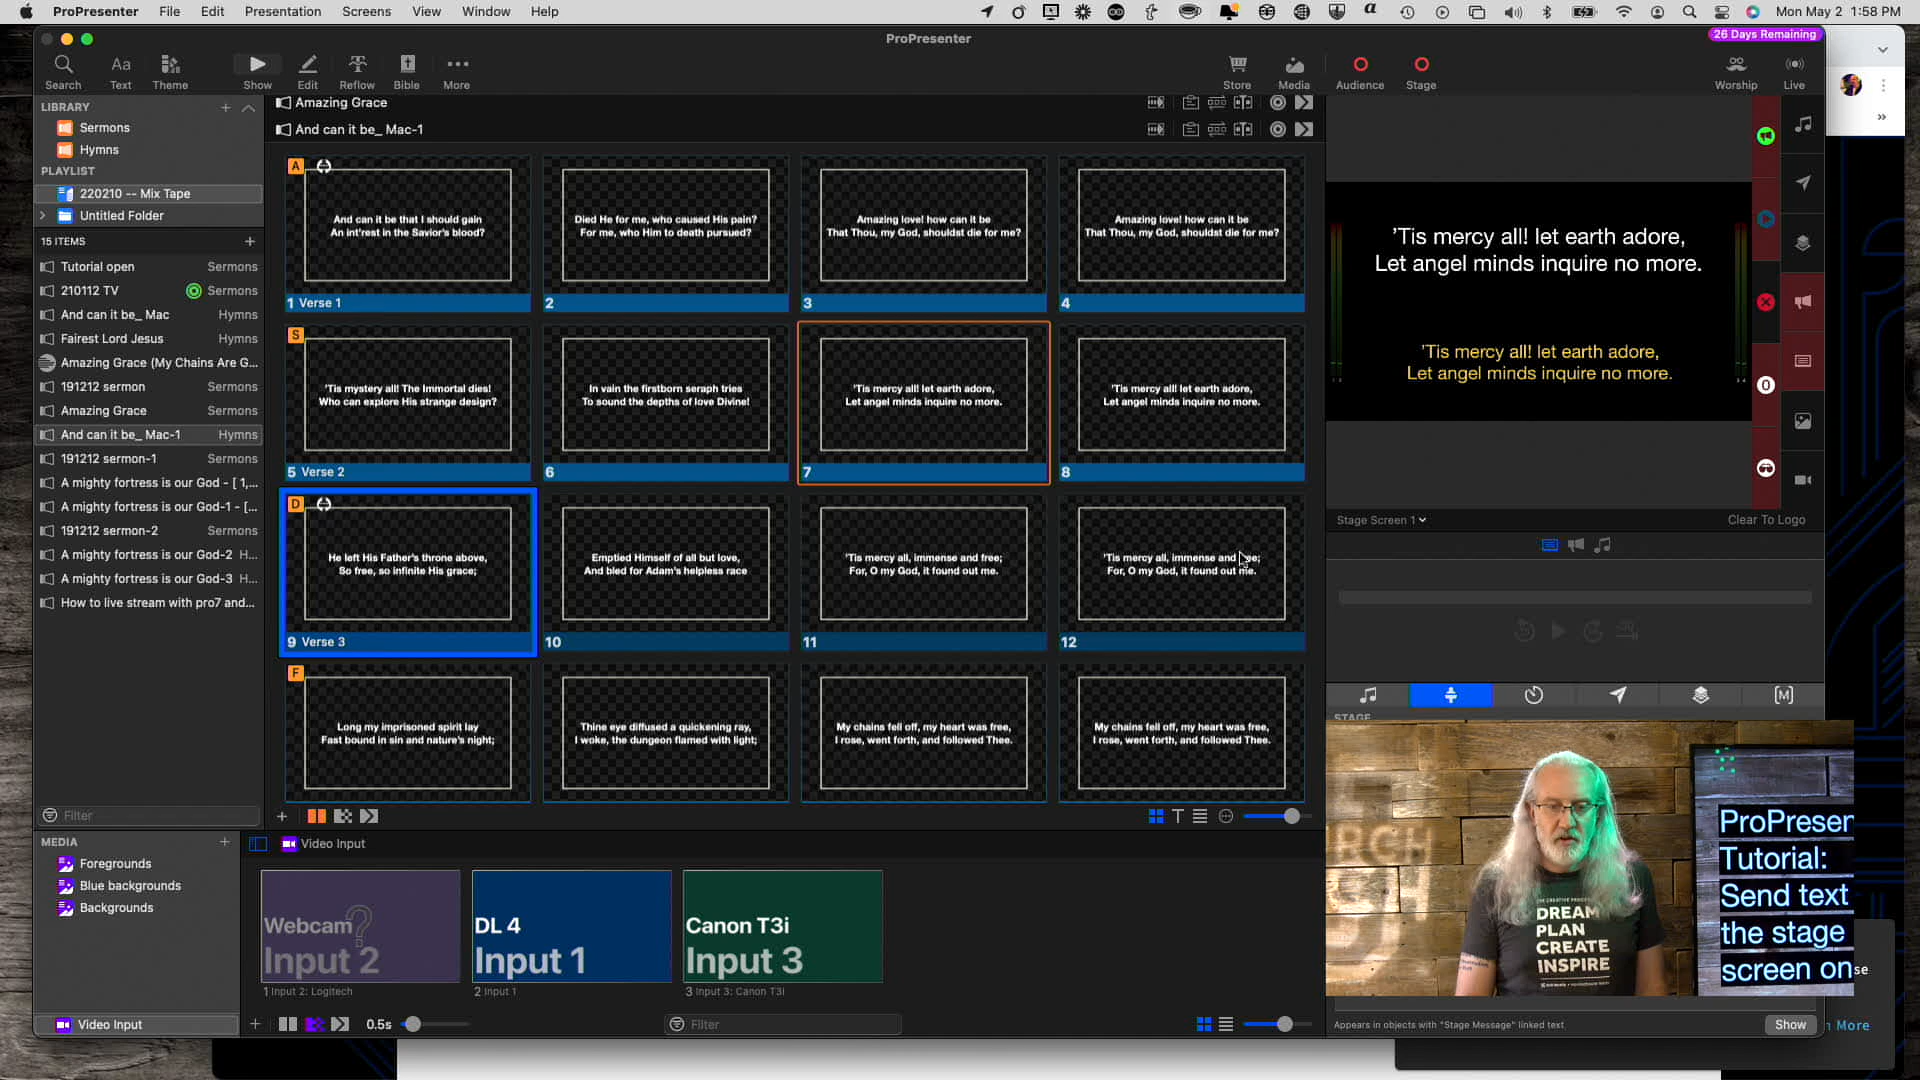 ProPresenter File Edit Presentation Screens View Window Help
Mon May 2 1:58 PM
ProPresenter
26 Days Remaining
Search Text Theme Show Edit Reflow Bible More
Store Media Audience Stage Worship Live
LIBRARY
Sermons
Hymns
PLAYLIST
220210 -- Mix Tape
Untitled Folder
15 ITEMS
Tutorial open Sermons
210112 TV Sermons
And can it be_ Mac Hymns
Fairest Lord Jesus Hymns
Amazing Grace (My Chains Are G...
191212 sermon Sermons
Amazing Grace Sermons
And can it be_ Mac-1 Hymns
191212 sermon-1 Sermons
A mighty fortress is our God - [ 1,...
A mighty fortress is our God-1 - [...
191212 sermon-2 Sermons
A mighty fortress is our God-2 H...
A mighty fortress is our God-3 H...
How to live stream with pro7 and...
Filter
MEDIA
Foregrounds
Blue backgrounds
Backgrounds
Video Input
Amazing Grace
And can it be_ Mac-1
A
And can it be that I should gain
An int'rest in the Savior's blood?
1 Verse 1
Died He for me, who caused His pain?
For me, who Him to death pursued?
2
Amazing love! how can it be
That Thou, my God, shouldst die for me?
3
Amazing love! how can it be
That Thou, my God, shouldst die for me?
4
S
'Tis mystery all! The Immortal dies!
Who can explore His strange design?
5 Verse 2
In vain the firstborn seraph tries
To sound the depths of love Divine!
6
'Tis mercy all! let earth adore,
Let angel minds inquire no more.
7
'Tis mercy all! let earth adore,
Let angel minds inquire no more.
8
D
He left His Father's throne above,
So free, so infinite His grace;
9 Verse 3
Emptied Himself of all but love,
And bled for Adam's helpless race
10
'Tis mercy all, immense and free;
For, O my God, it found out me.
11
'Tis mercy all, immense and free;
For, O my God, it found out me.
12
F
Long my imprisoned spirit lay
Fast bound in sin and nature's night;
Thine eye diffused a quickening ray,
I woke, the dungeon flamed with light;
My chains fell off, my heart was free,
I rose, went forth, and followed Thee.
My chains fell off, my heart was free,
I rose, went forth, and followed Thee.
Video Input
Webcam
Input 2
1 Input 2: Logitech
DL 4
Input 1
2 Input 1
Canon T3i
Input 3
3 Input 3: Canon T3i
0.5s
Filter
'Tis mercy all! let earth adore,
Let angel minds inquire no more.
'Tis mercy all! let earth adore,
Let angel minds inquire no more.
Stage Screen 1
Clear To Logo
STAGE
DREAM
PLAN
CREATE
INSPIRE
ProPresen
Tutorial:
Send text
the stage
screen on
se
Appears in objects with "Stage Message" linked text
Show
n More